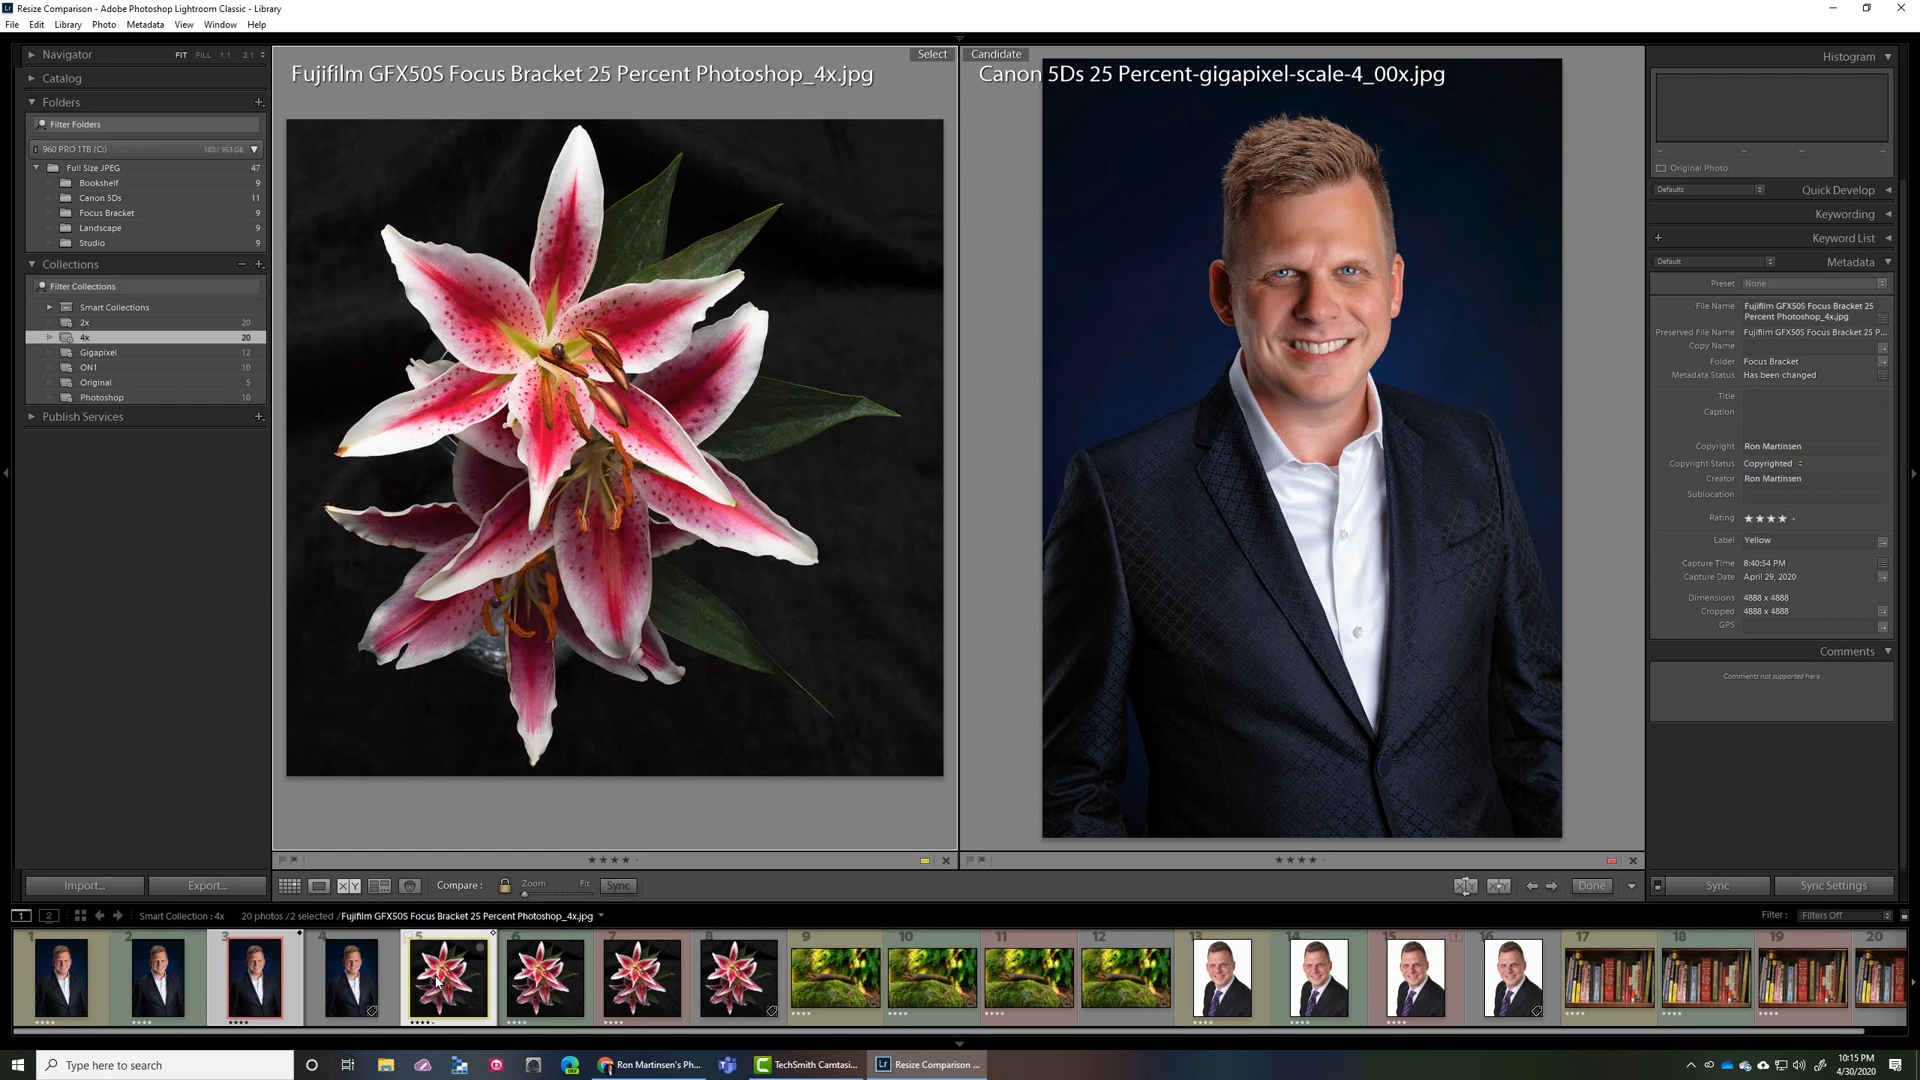 Resize Comparison - Adobe Photoshop Lightroom Classic - Library
File Edit Library Photo Metadata View Window Help
Navigator FIT FILL 1:1 2:1
Catalog
Folders
Filter Folders
960 PRO 1TB (C:) 183 / 953 GB
Full Size JPEG 47
Bookshelf 9
Canon 5Ds 11
Focus Bracket 9
Landscape 9
Studio 9
Collections
Filter Collections
Smart Collections
2x 20
4x 20
Gigapixel 12
ON1 10
Original 5
Photoshop 10
Publish Services
Import... Export...
Select
Fujifilm GFX50S Focus Bracket 25 Percent Photoshop_4x.jpg
Candidate
Canon 5Ds 25 Percent-gigapixel-scale-4_00x.jpg
Histogram
Original Photo
Defaults Quick Develop
Keywording
Keyword List
Default Metadata
Preset None
File Name Fujifilm GFX50S Focus Bracket 25
Percent Photoshop_4x.jpg
Preserved File Name Fujifilm GFX50S Focus Bracket 25 P...
Copy Name
Folder Focus Bracket
Metadata Status Has been changed
Title
Caption
Copyright Ron Martinsen
Copyright Status Copyrighted
Creator Ron Martinsen
Sublocation
Rating
Label Yellow
Capture Time 8:40:54 PM
Capture Date April 29, 2020
Dimensions 4888 x 4888
Cropped 4888 x 4888
GPS
Comments
Comments not supported here
X Y Compare : Zoom Fit Sync
Done
Sync Sync Settings
1 2 Smart Collection : 4x 20 photos / 2 selected / Fujifilm GFX50S Focus Bracket 25 Percent Photoshop_4x.jpg
Filter : Filters Off
1 2 3 4 5 6 7 8 9 10 11 12 13 14 15 16 17 18 19 20
Type here to search
Ron Martinsen's Ph...
TechSmith Camtasi...
Lr Resize Comparison ...
10:15 PM
4/30/2020